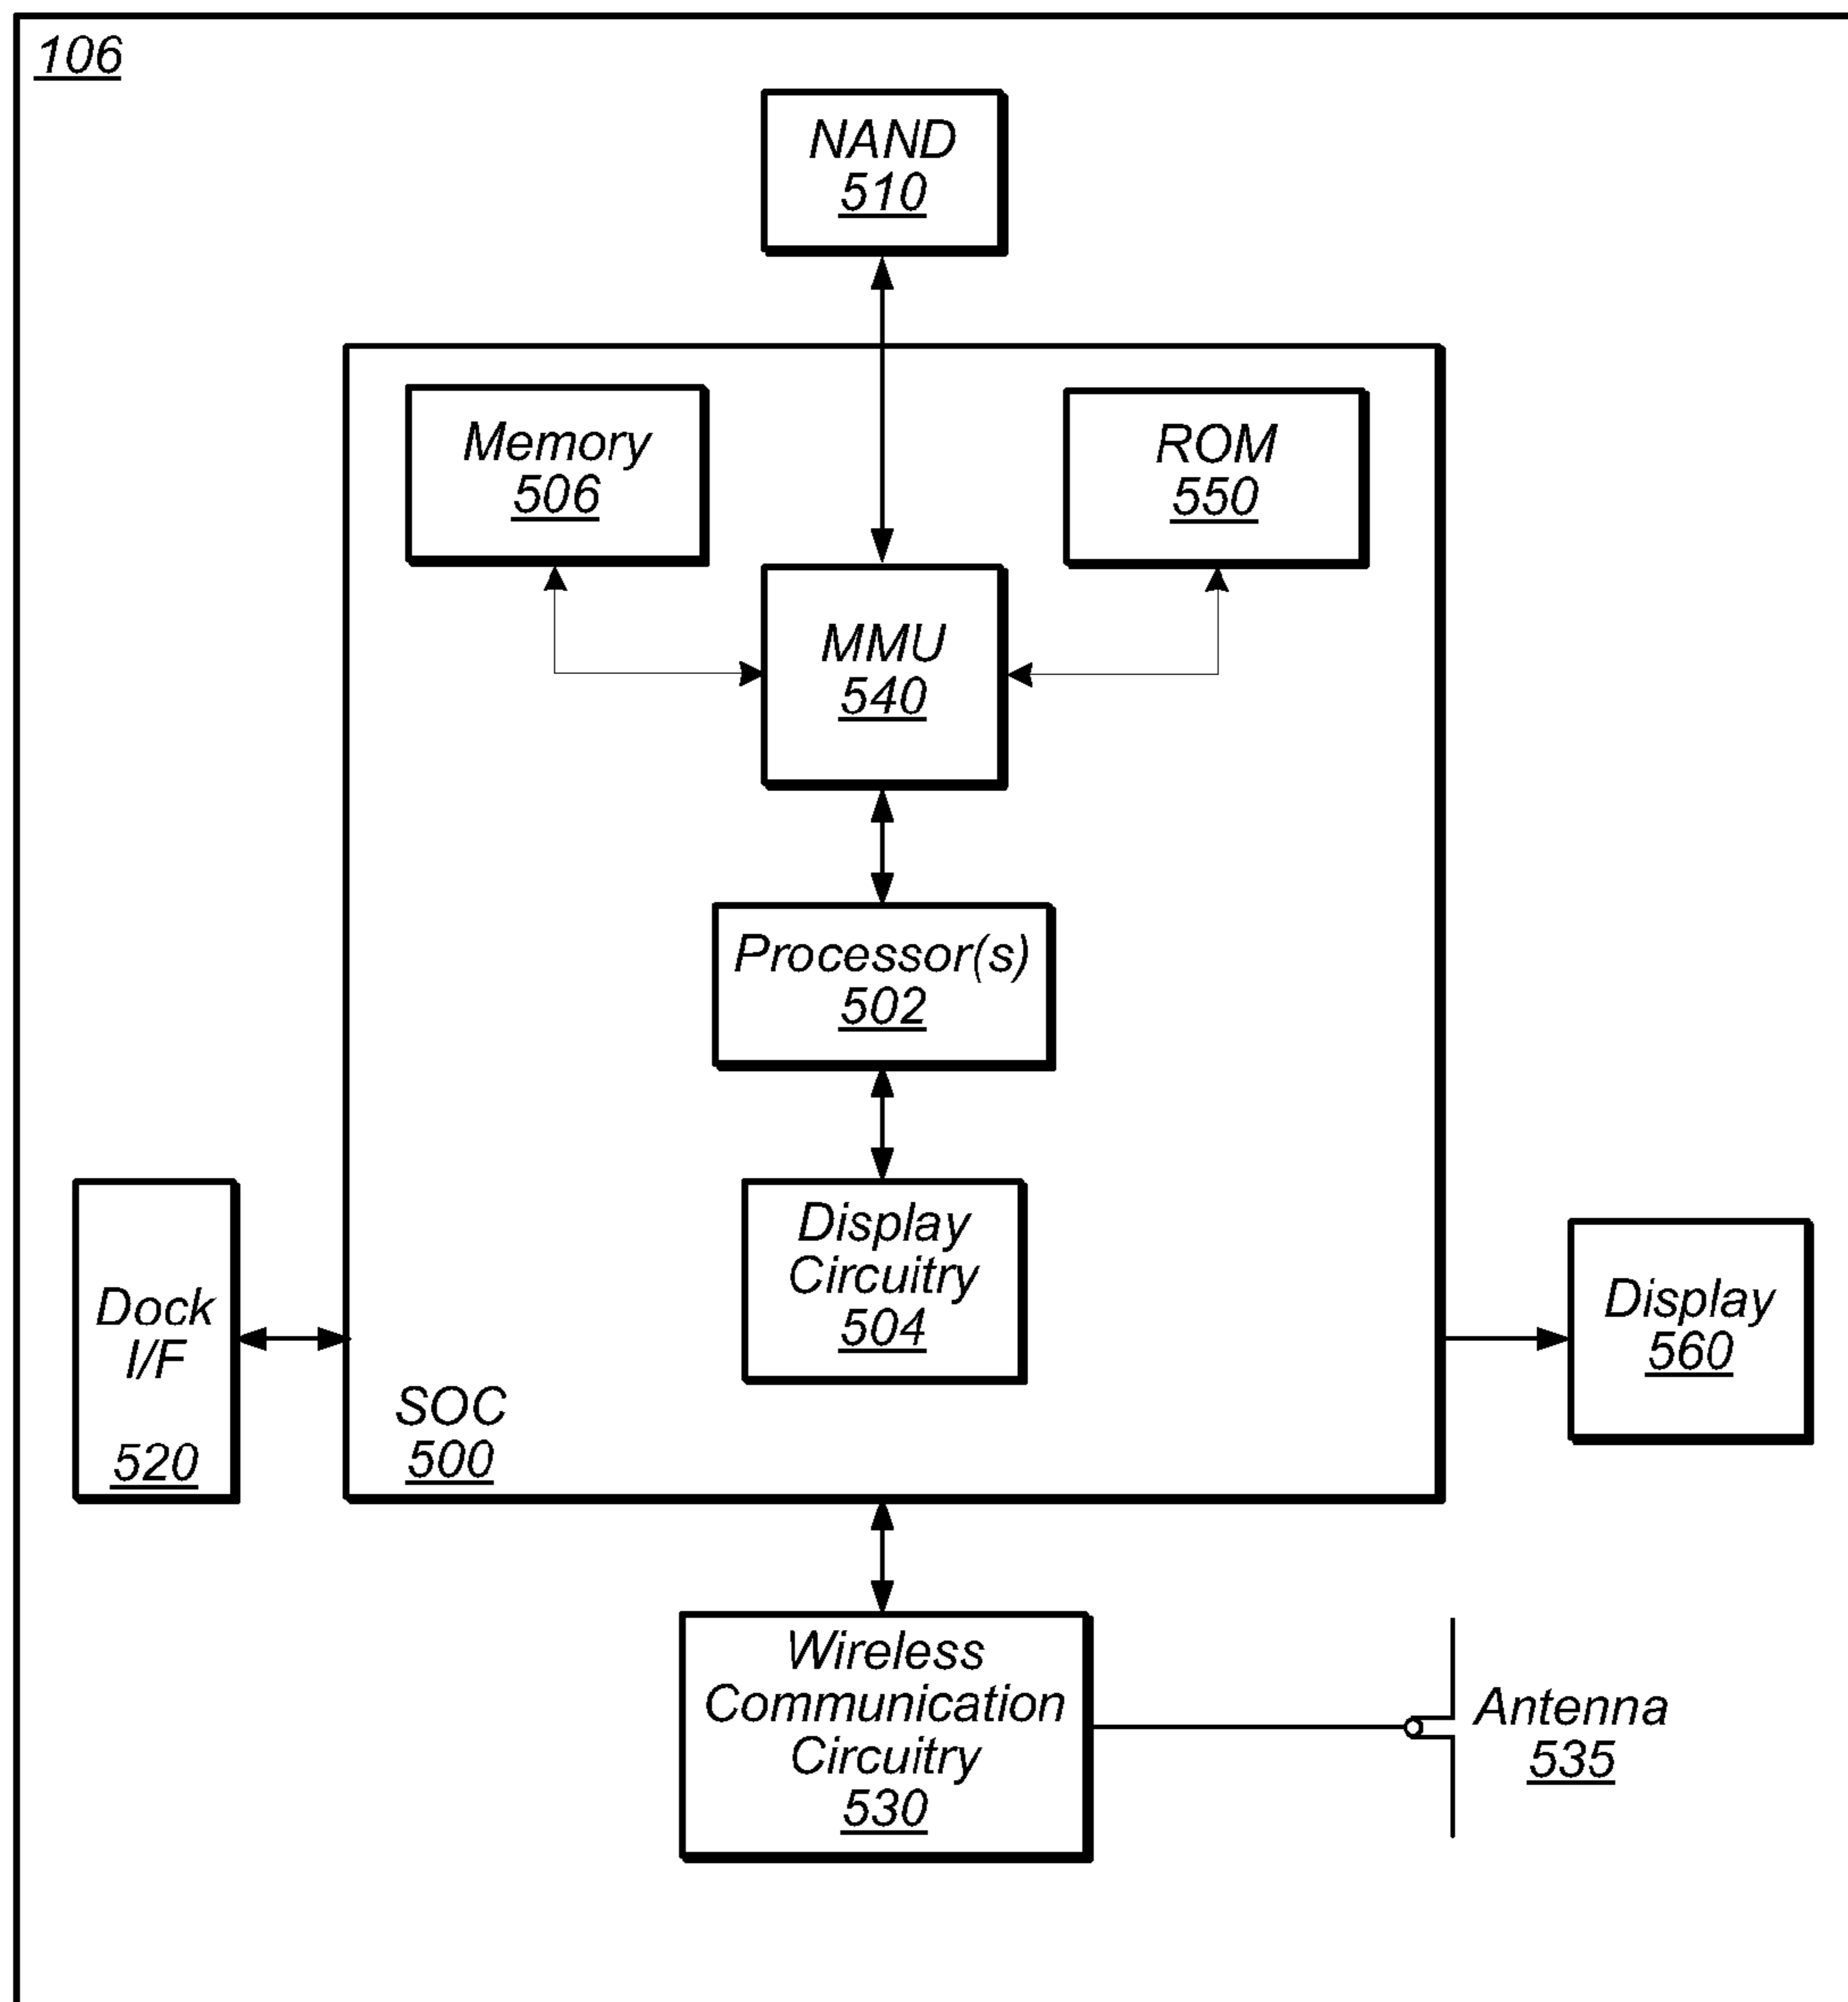 106
NAND
510
Memory
506
ROM
550
MMU
540
Processor(s)
502
Display
Circuitry
504
Dock
I/F
520
SOC
500
Display
560
Wireless
Communication
Circuitry
530
Antenna
535